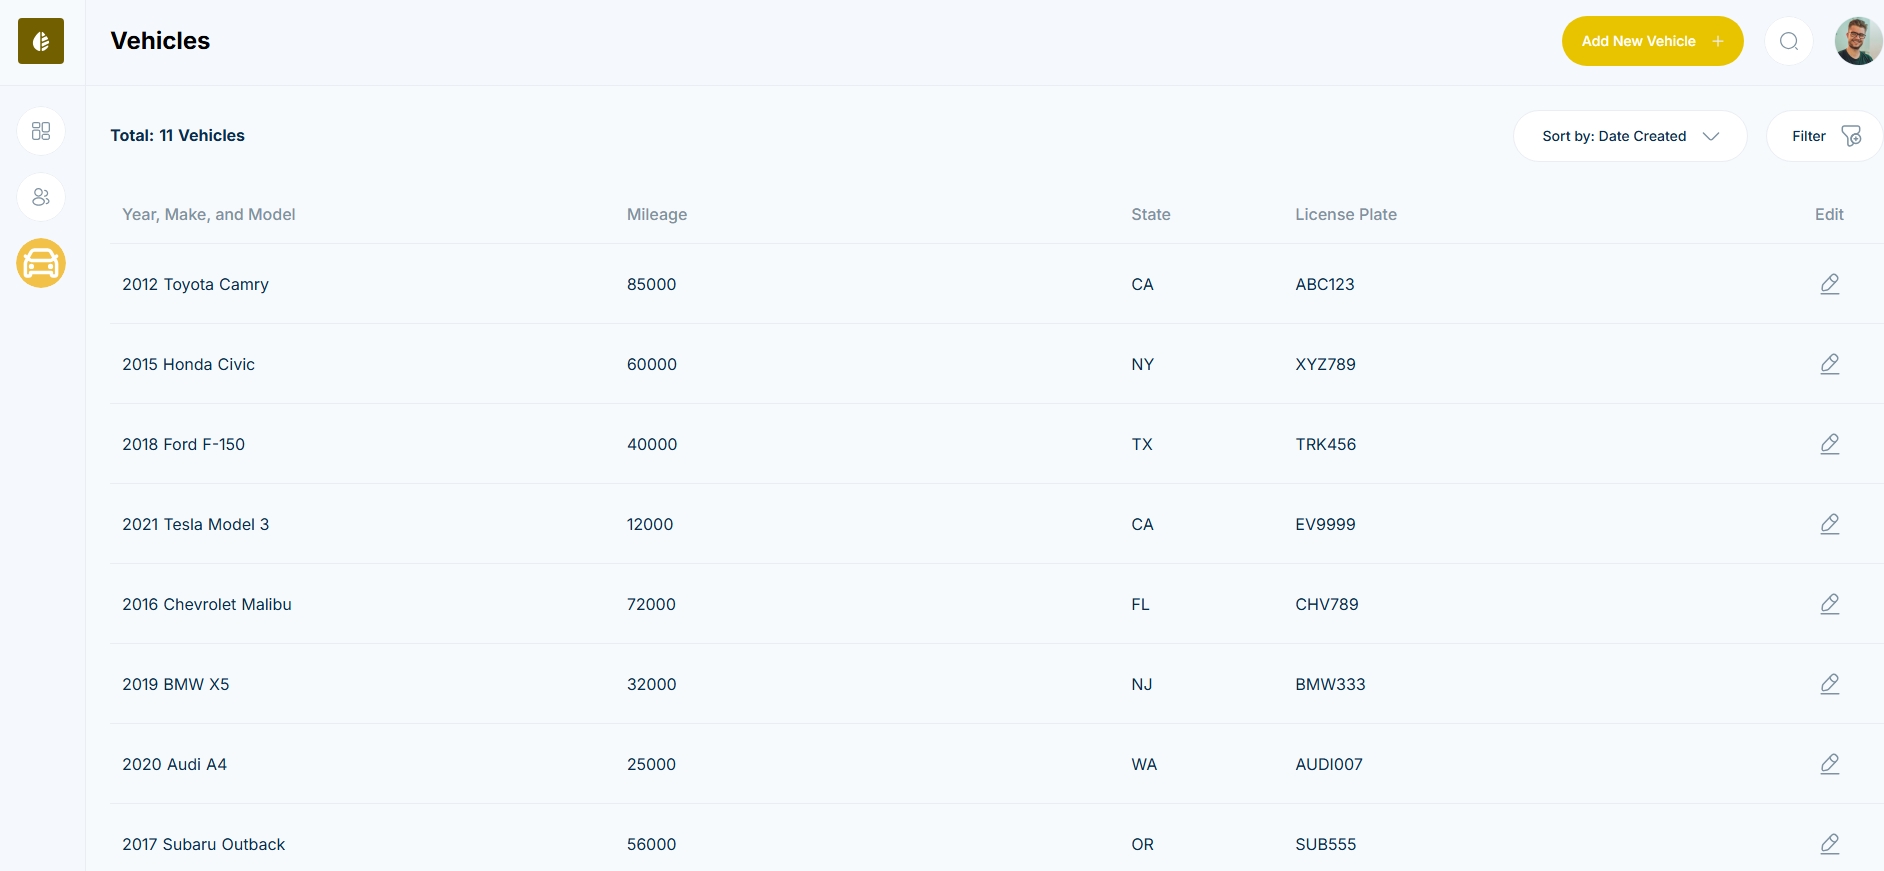 Vehicles
Add New Vehicle +
Total: 11 Vehicles
Sort by: Date Created
Filter
Year, Make, and Model Mileage State License Plate Edit
2012 Toyota Camry 85000 CA ABC123
2015 Honda Civic 60000 NY XYZ789
2018 Ford F-150 40000 TX TRK456
2021 Tesla Model 3 12000 CA EV9999
2016 Chevrolet Malibu 72000 FL CHV789
2019 BMW X5 32000 NJ BMW333
2020 Audi A4 25000 WA AUDI007
2017 Subaru Outback 56000 OR SUB555